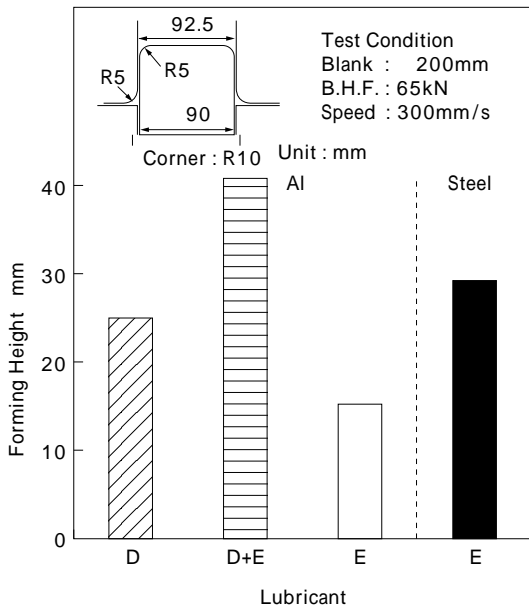 92.5
R5
R5
90
Corner : R10
Unit : mm
Test Condition
Blank : 200mm
B.H.F. : 65kN
Speed : 300mm/s
Al
Steel
Forming Height mm
40
30
20
10
0
D
D+E
E
E
Lubricant